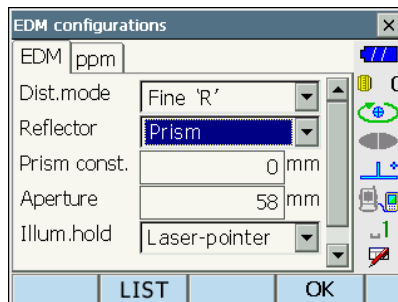 EDM configurations
EDM ppm
Dist.mode Fine 'R'
Reflector Prism
Prism const. 0 mm
Aperture 58 mm
Illum.hold Laser-pointer
1
LIST OK